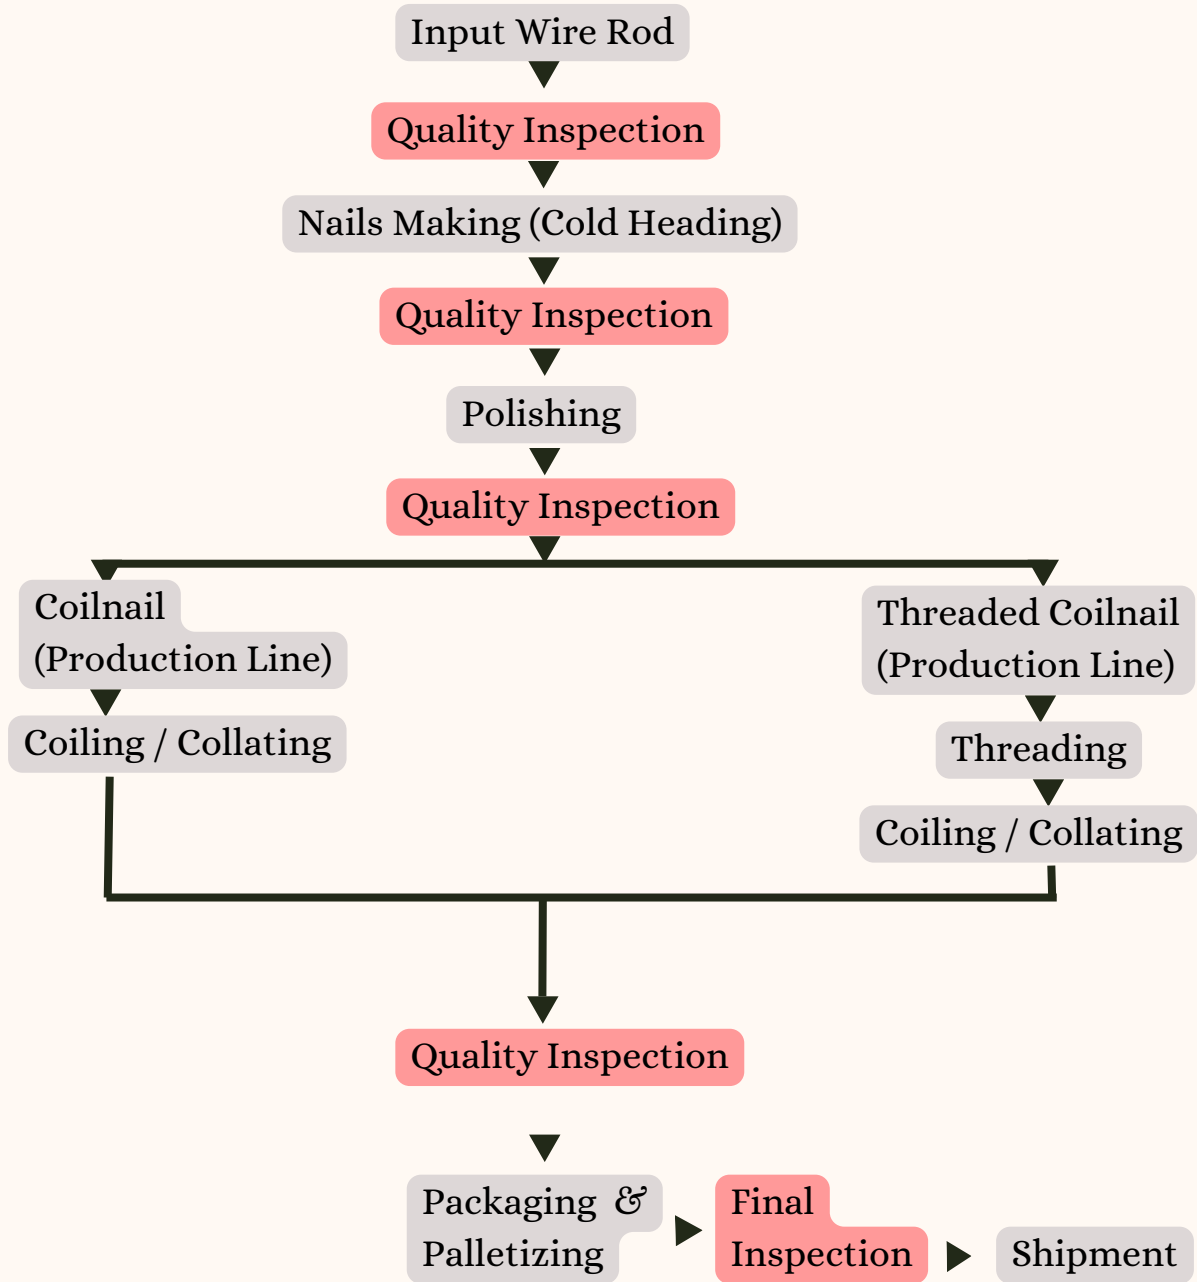 Input Wire Rod
Quality Inspection
Nails Making (Cold Heading)
Quality Inspection
Polishing
Quality Inspection
Coilnail
(Production Line)
Coiling / Collating
Threaded Coilnail
(Production Line)
Threading
Coiling / Collating
Quality Inspection
Packaging &
Palletizing
Final
Inspection
Shipment